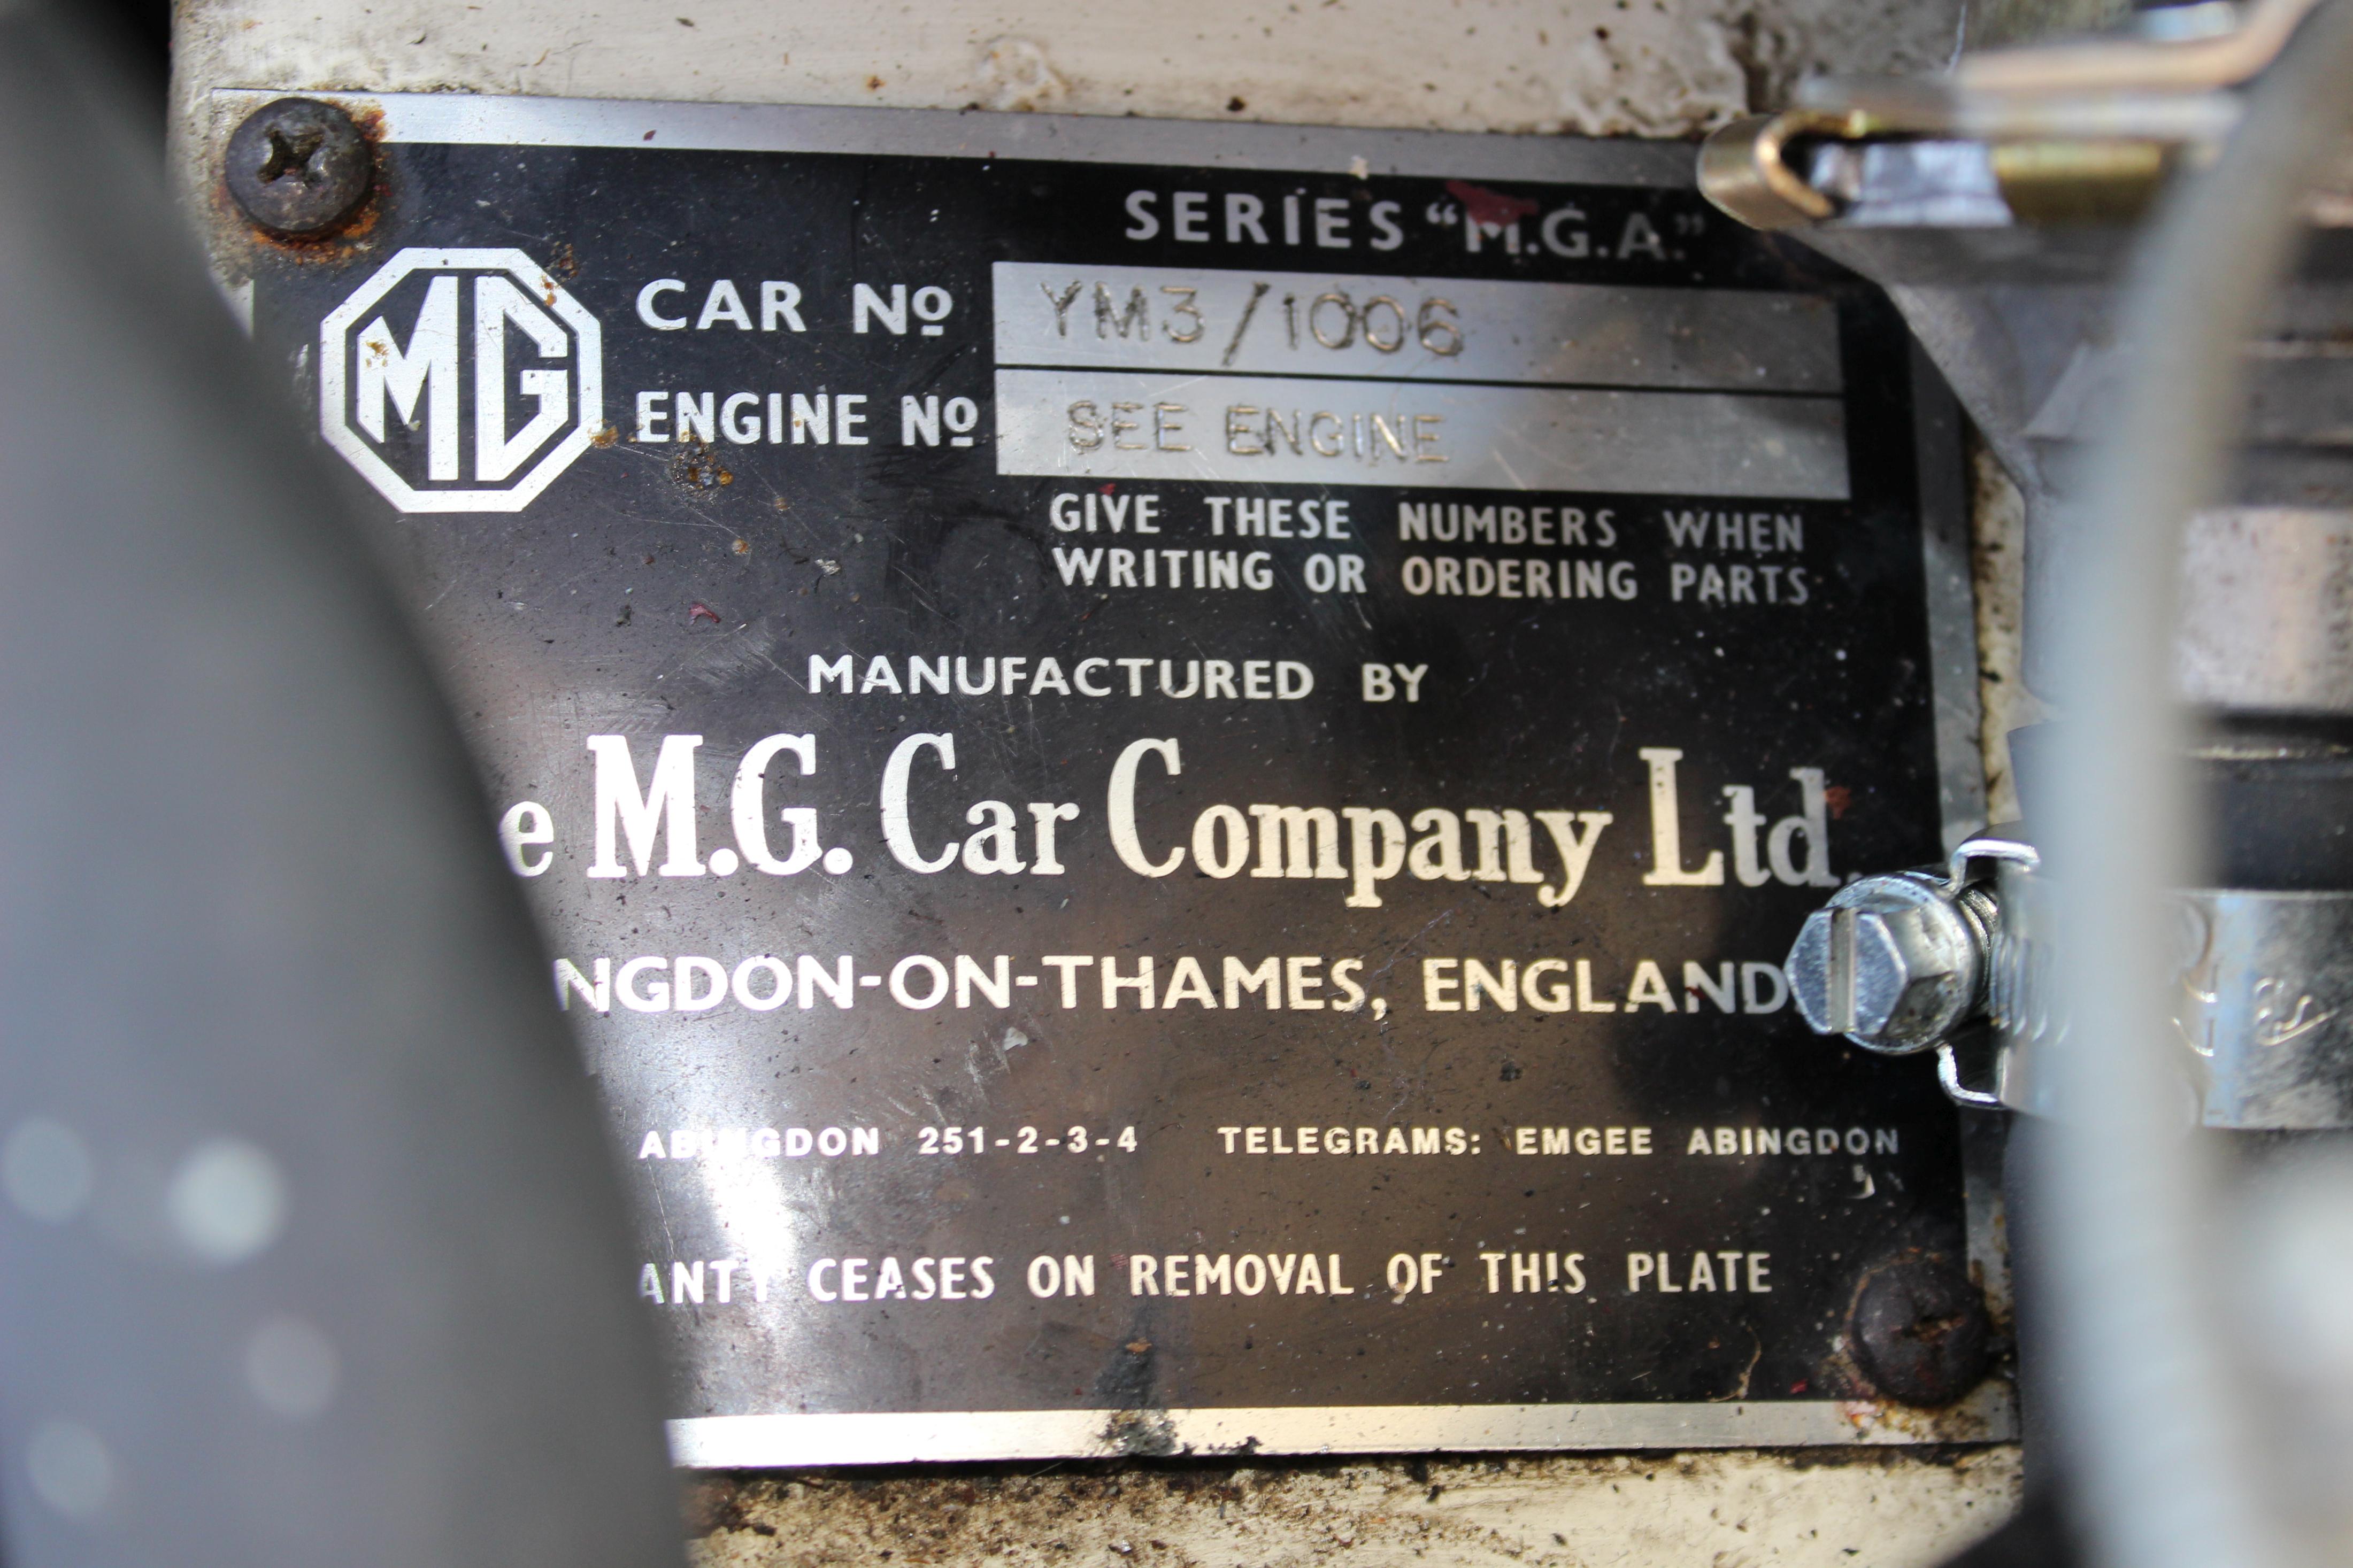 SERIES “M.G.A.”
MG
CAR No YM3/1006
ENGINE No SEE ENGINE
GIVE THESE NUMBERS WHEN
WRITING OR ORDERING PARTS
MANUFACTURED BY
e M.G. Car Company Ltd.
NGDON-ON-THAMES, ENGLAND
ABINGDON 251-2-3-4 TELEGRAMS: EMGEE ABINGDON
ANTY CEASES ON REMOVAL OF THIS PLATE